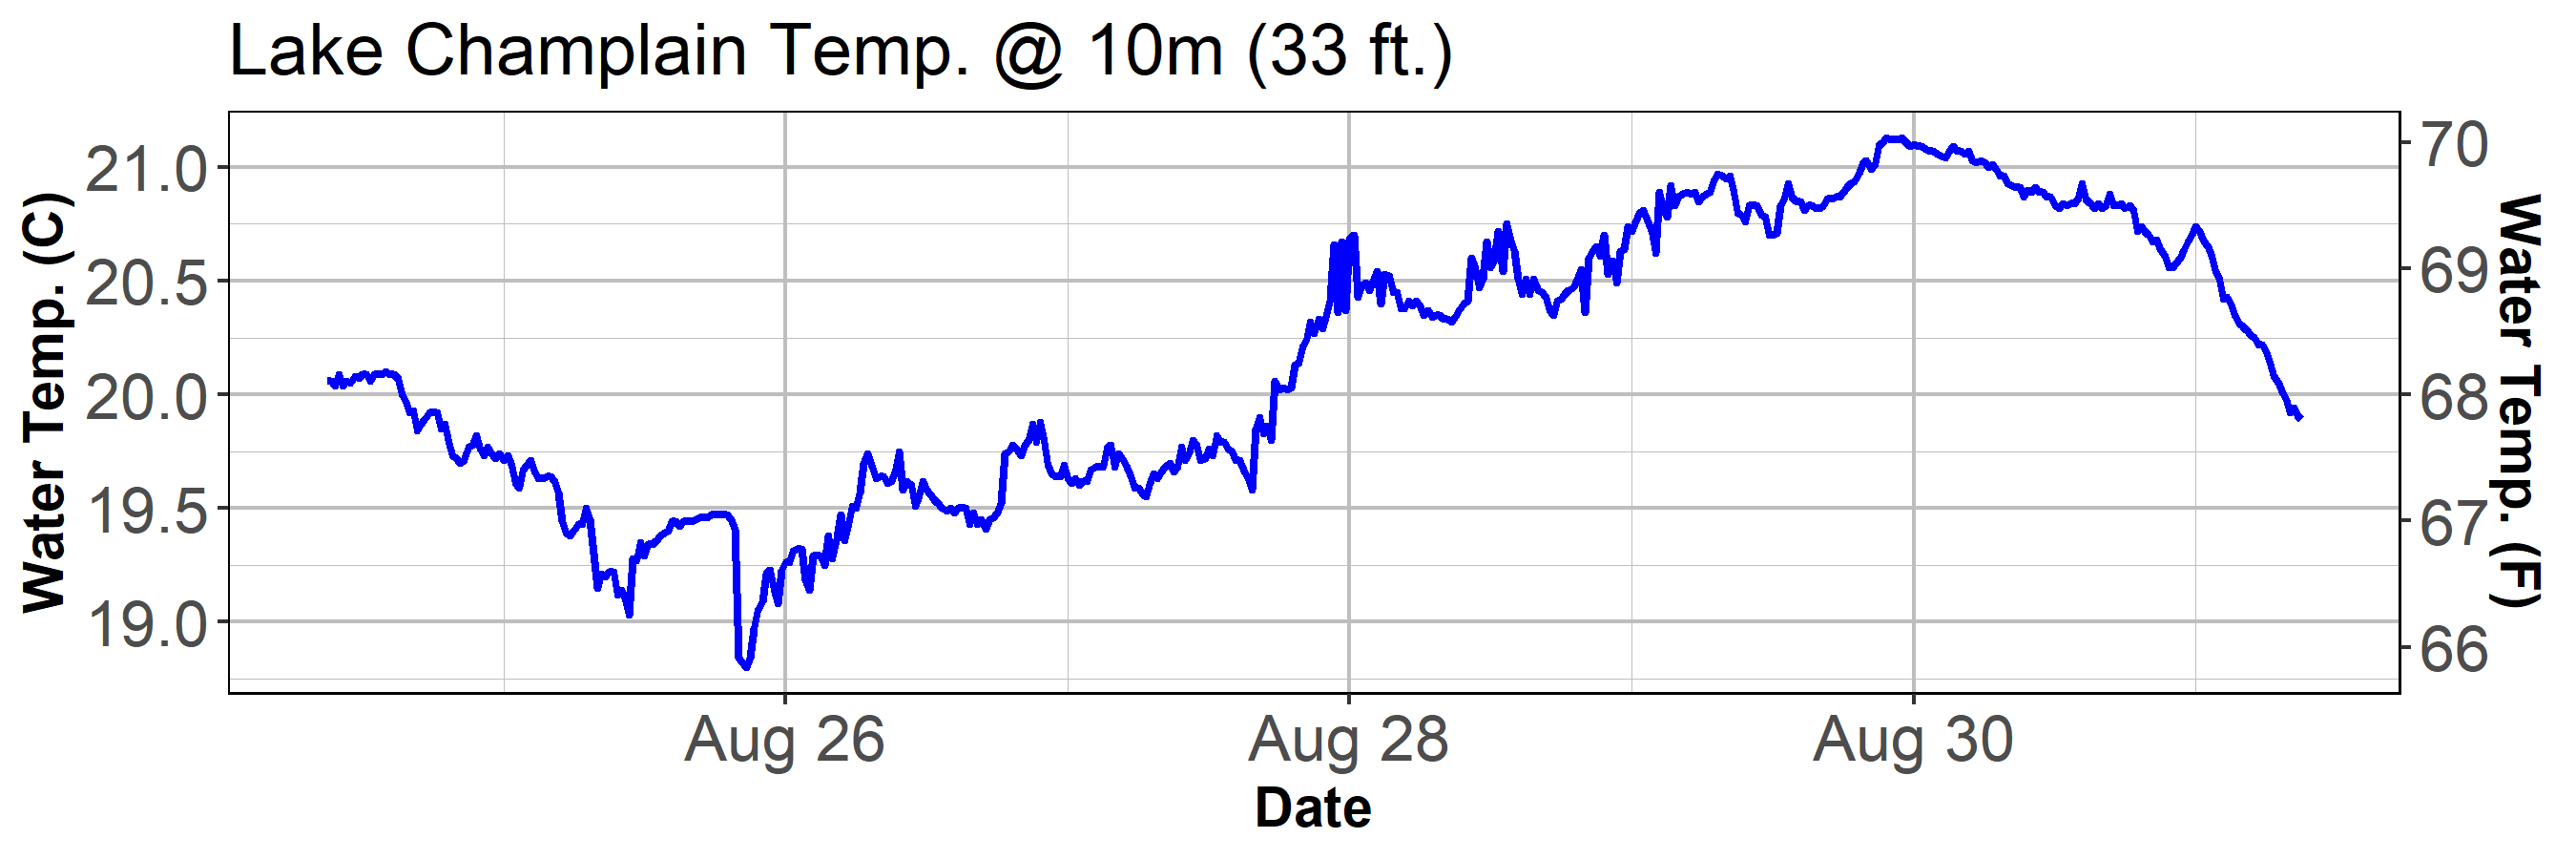 Lake Champlain Temp. @ 10m (33 ft.)
Water Temp. (C)
21.0
20.5
20.0
19.5
19.0
70
69
68
67
66
Water Temp. (F)
Aug 26
Aug 28
Aug 30
Date